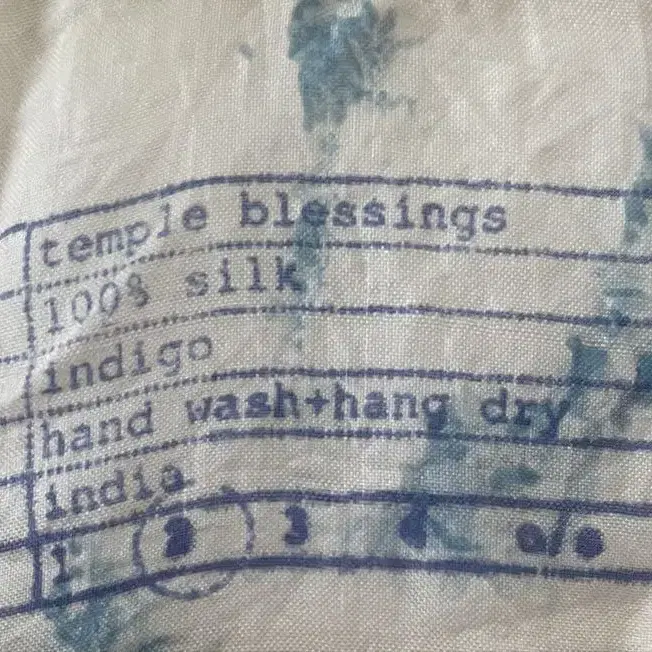 temple blessings
100% silk
indigo
hand wash+hang dry
india
1 2 3 4 o/s